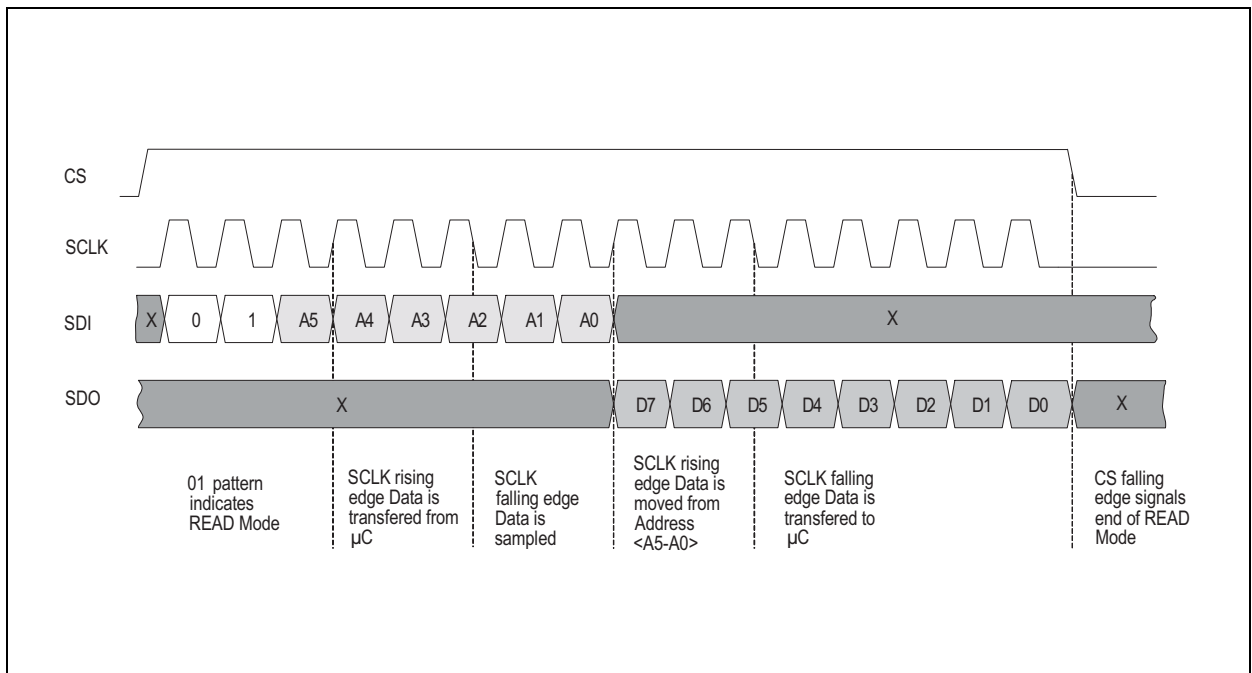 CS
SCLK
SDI
X 0 1 A5 A4 A3 A2 A1 A0 X
SDO
X D7 D6 D5 D4 D3 D2 D1 D0 X
01 pattern
indicates
READ Mode
SCLK rising
edge Data is
transfered from
µC
SCLK
falling edge
Data is
sampled
SCLK rising
edge Data is
moved from
Address
<A5-A0>
SCLK falling
edge Data is
transfered to
µC
CS falling
edge signals
end of READ
Mode